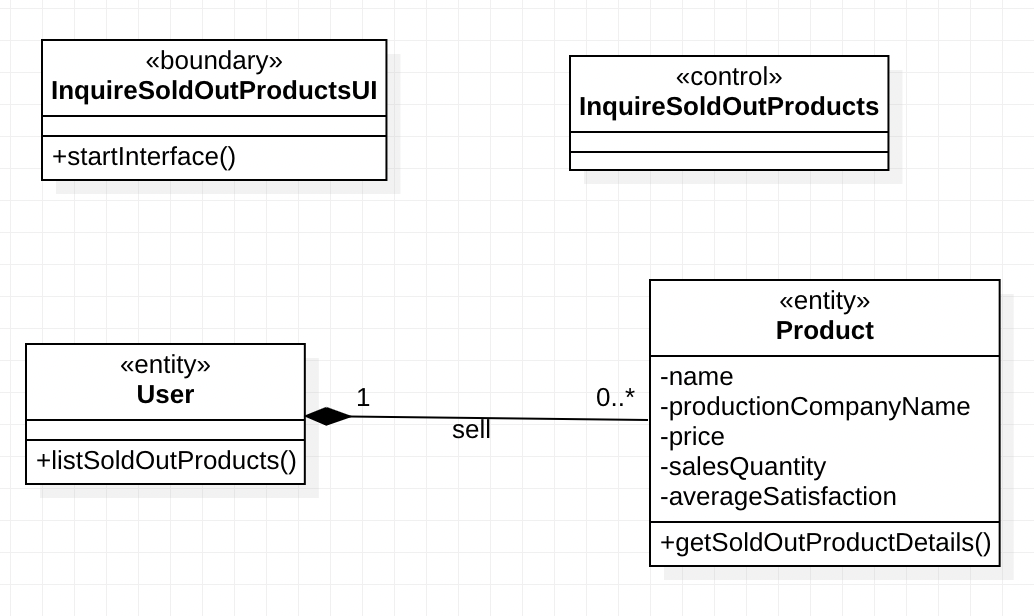 «boundary»
InquireSoldOutProductsUI
+startInterface()
«control»
InquireSoldOutProducts
«entity»
User
+listSoldOutProducts()
1
0..*
sell
«entity»
Product
-name
-productionCompanyName
-price
-salesQuantity
-averageSatisfaction
+getSoldOutProductDetails()